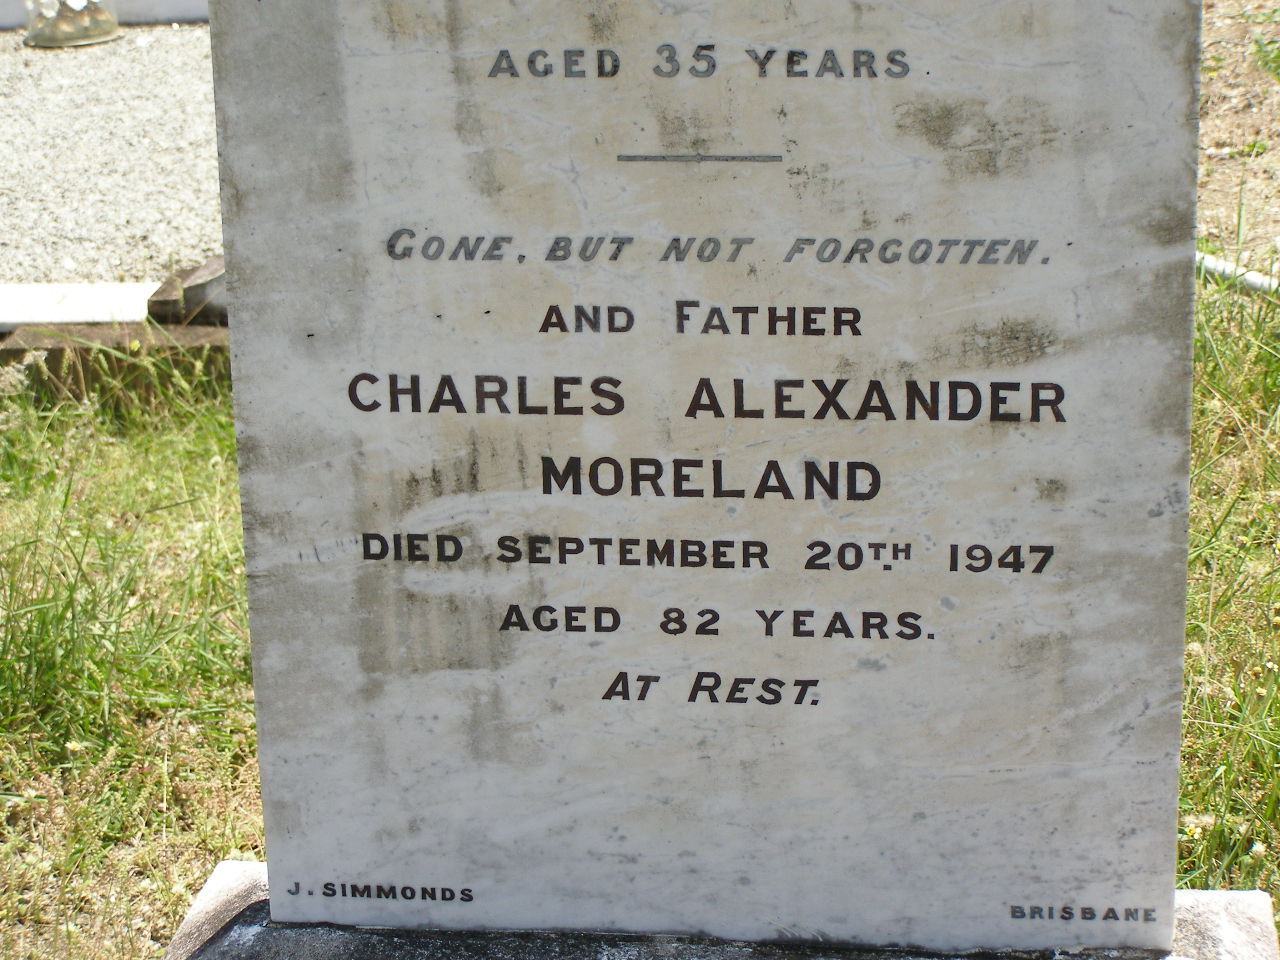 AGED 35 YEARS
GONE, BUT NOT FORGOTTEN.
AND FATHER
CHARLES ALEXANDER
MORELAND
DIED SEPTEMBER 20TH 1947
AGED 82 YEARS.
AT REST.
J. SIMMONDS
BRISBANE